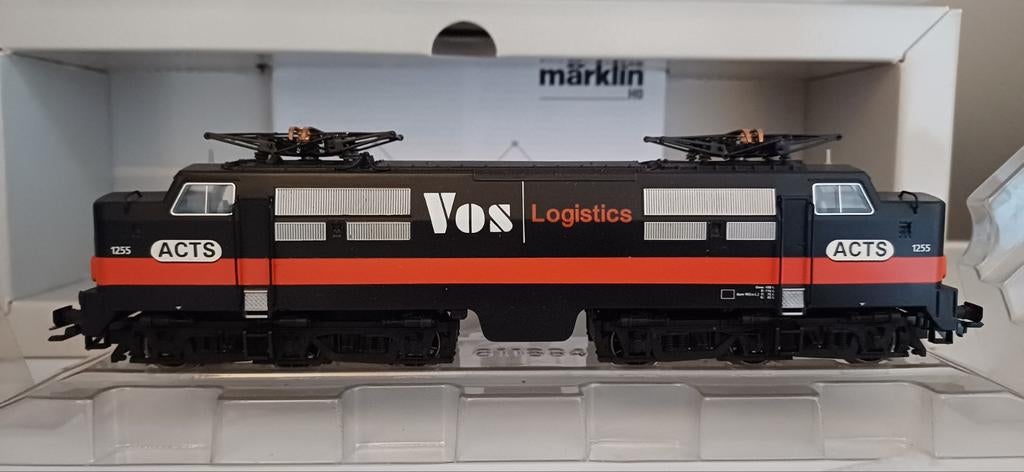 märklin
H0
Vos
Logistics
1255
ACTS
ACTS
1255